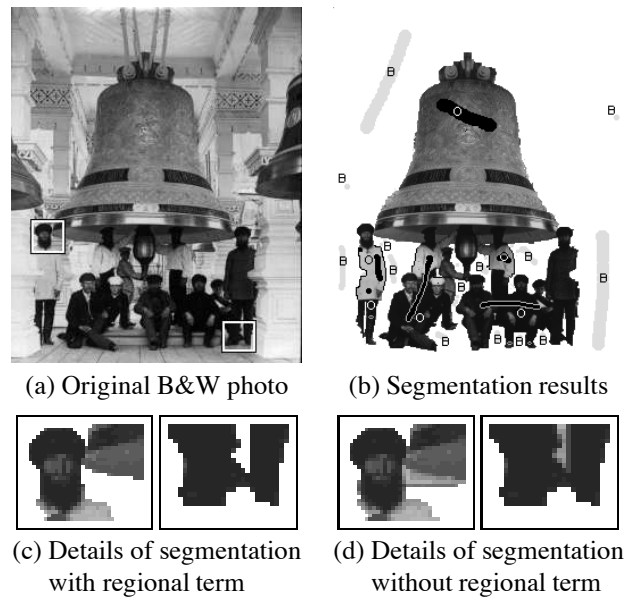 B
B
O
B
B
B
O
O
B
B
B
B
O
O
O
B
B
B
B
(a) Original B&W photo
(b) Segmentation results
(c) Details of segmentation
with regional term
(d) Details of segmentation
without regional term